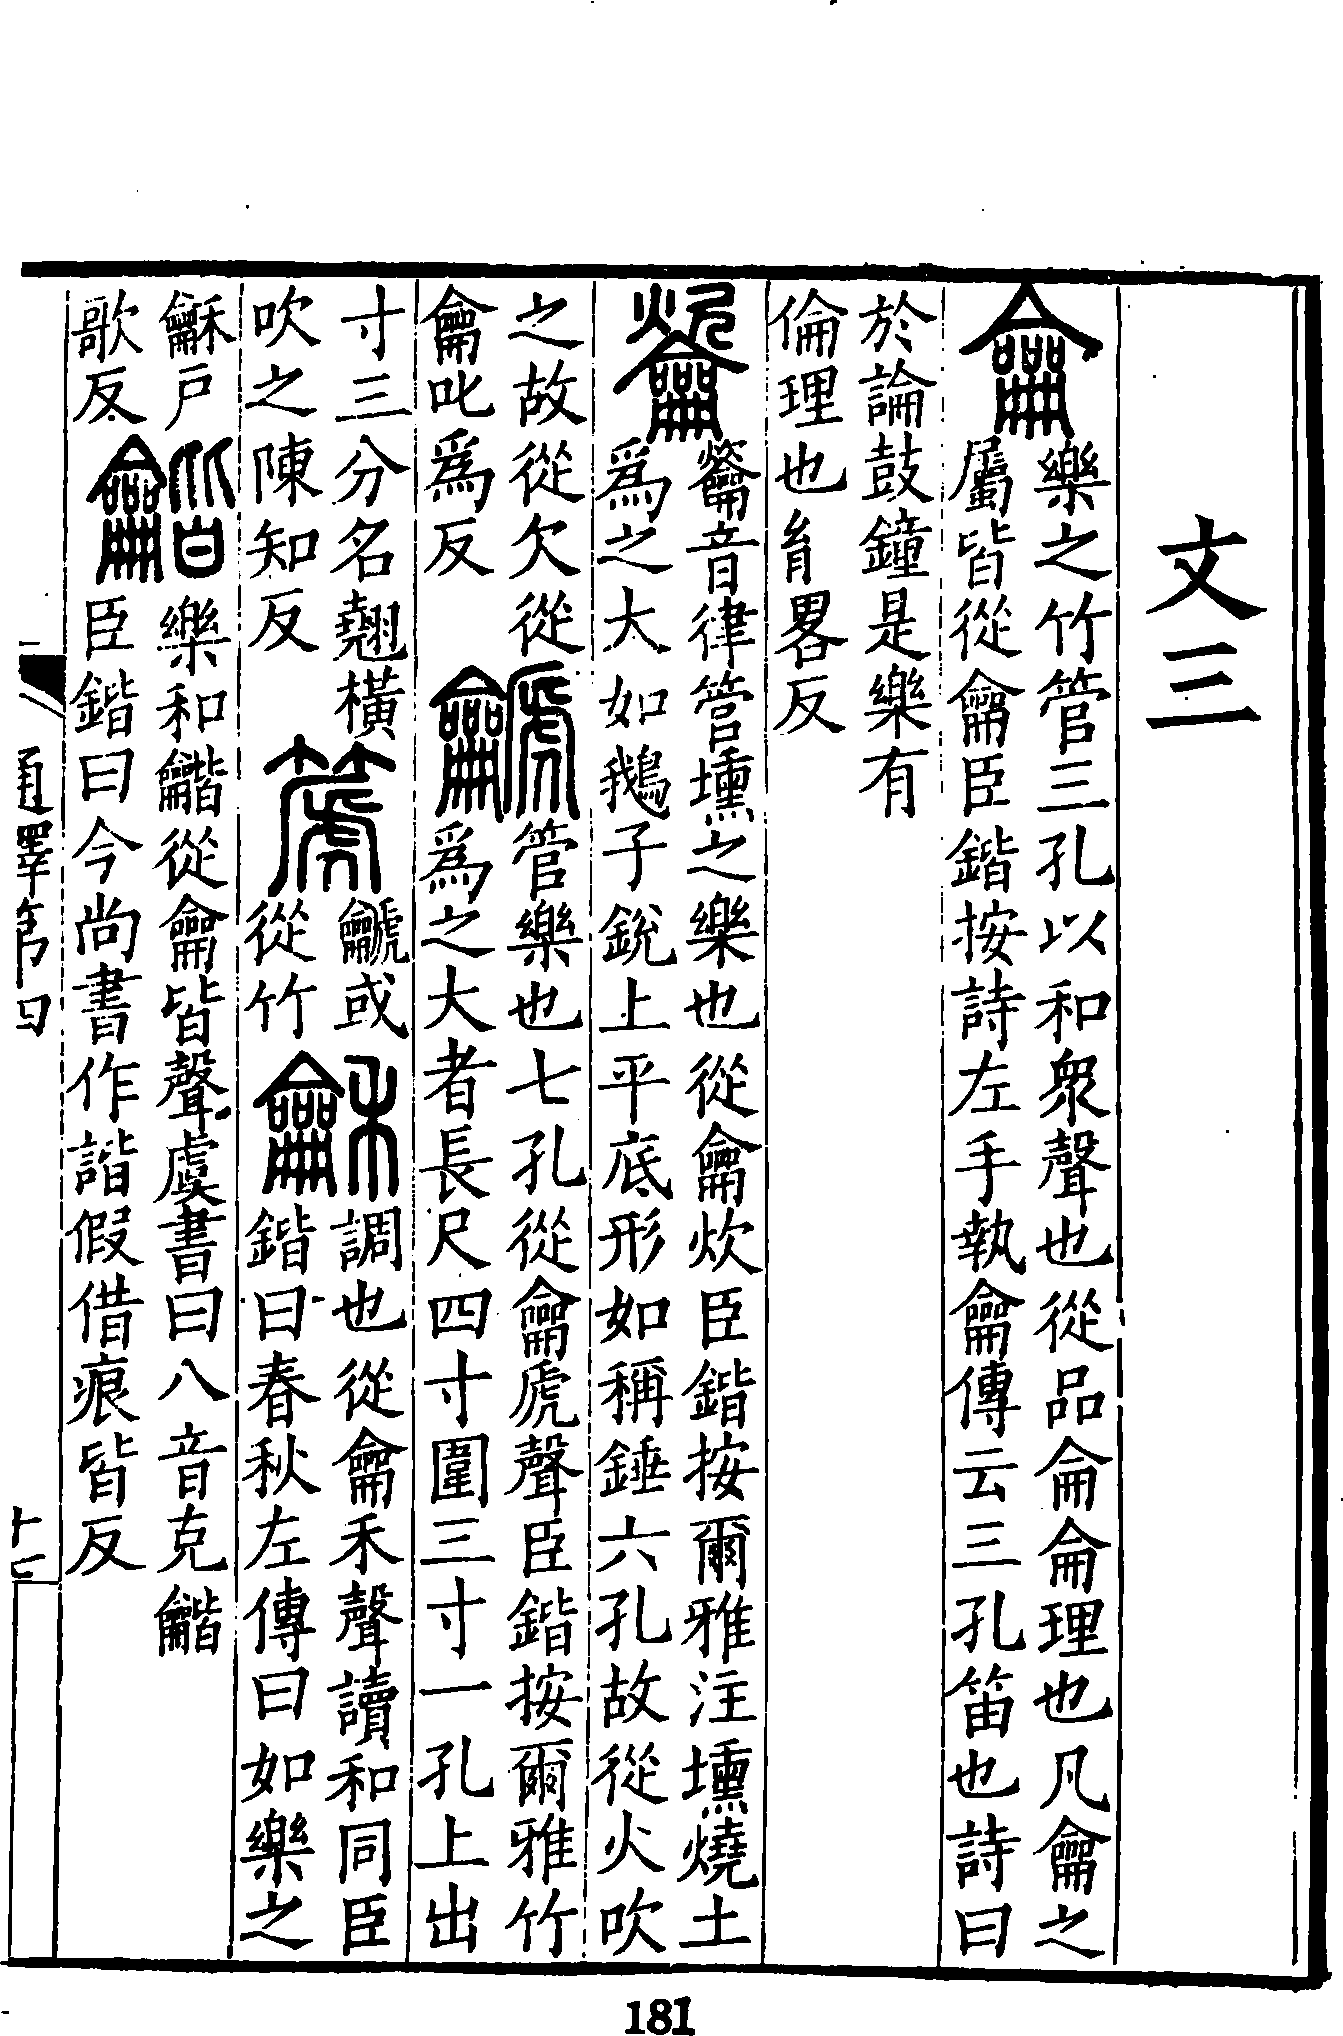 文三
龠樂之竹管三孔以和衆聲也從品侖侖理也凡龠之
屬皆從龠臣鍇按詩左手執龠傳云三孔笛也詩曰
於論鼓鐘是樂有
倫理也胤畧反
籥音律管壎之樂也從龠炊臣鍇按爾雅注壎燒土
爲之大如鵝子銳上平底形如稱錘六孔故從火吹
之故從欠從
龠叱爲反
管樂也七孔從龠虒聲臣鍇按爾雅竹
爲之大者長尺四寸圍三寸一孔上出
寸三分名翹橫
吹之陳知反
䶵或
從竹
龢調也從龠禾聲讀和同臣
鍇曰春秋左傳曰如樂之
龢戸
歌反
龤樂和龤從龠皆聲虞書曰八音克龤
臣鍇曰今尚書作諧假借痕皆反
通釋第四
十七
181